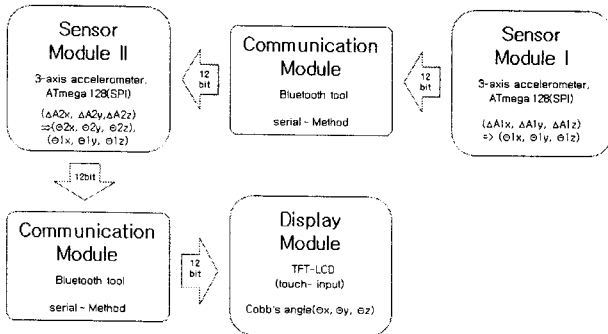 Sensor
Module II
3-axis accelerometer,
ATmega 128(SPI)
(ΔA2x, ΔA2y,ΔA2z)
⇒(Θ2x, Θ2y, Θ2z),
(Θ1x, Θ1y, Θ1z)
12
bit
Communication
Module
Bluetooth tool
serial - Method
12
bit
Sensor
Module I
3-axis accelerometer,
ATmega 128(SPI)
(ΔA1x, ΔA1y, ΔA1z)
⇒ (Θ1x, Θ1y, Θ1z)
12bit
Communication
Module
Bluetooth tool
serial - Method
12
bit
Display
Module
TFT-LCD
(touch- input)
Cobb's angle(Θx, Θy, Θz)